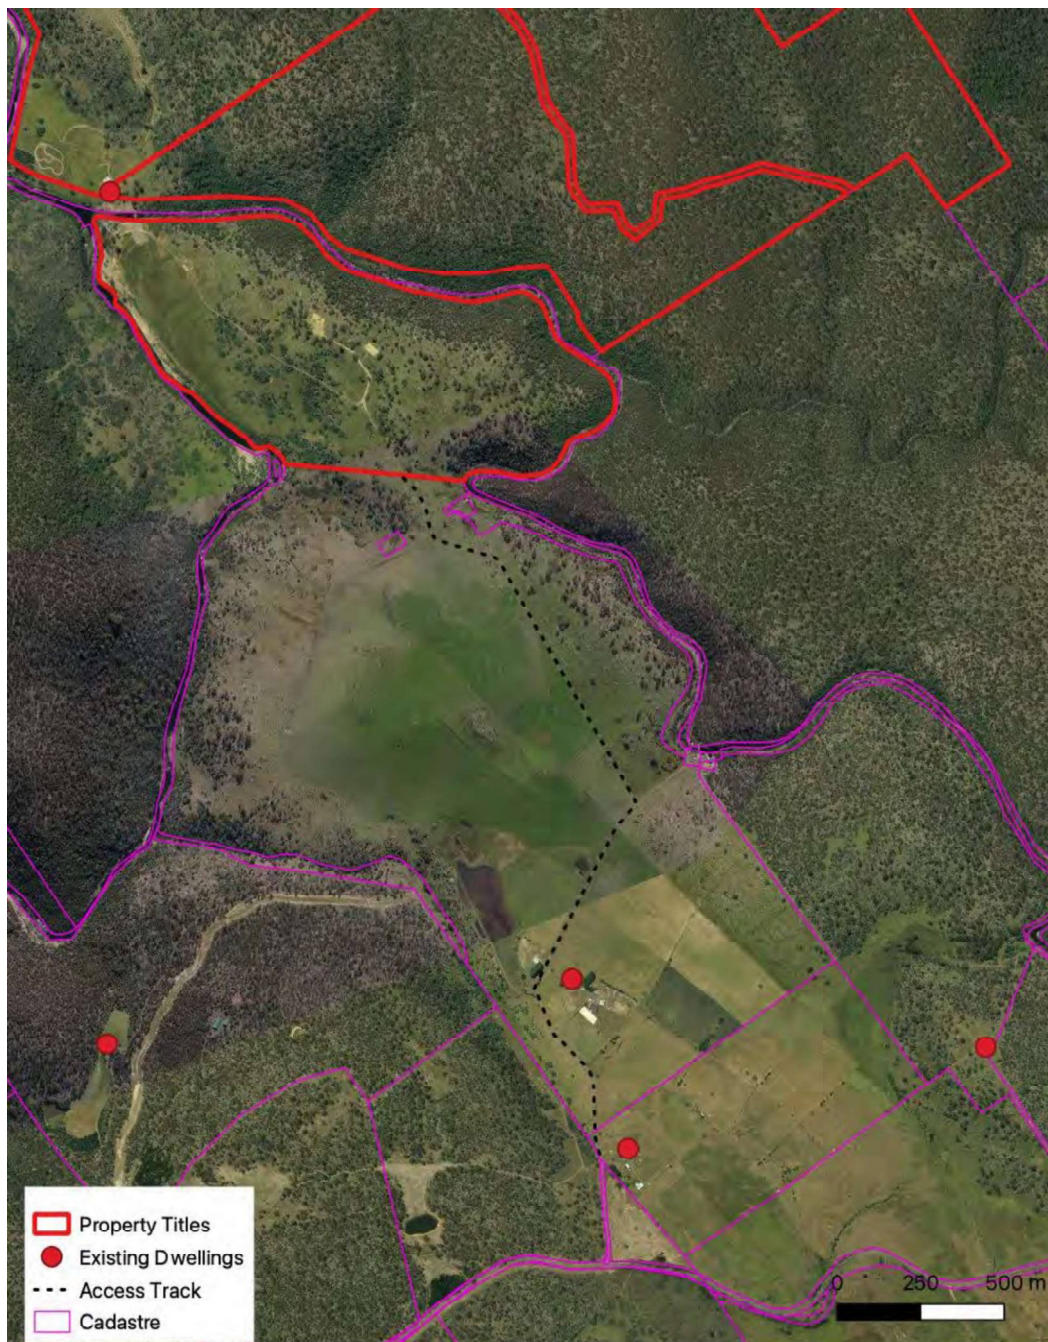 Property Titles
Existing Dwellings
Access Track
Cadastre
0 250 500 m